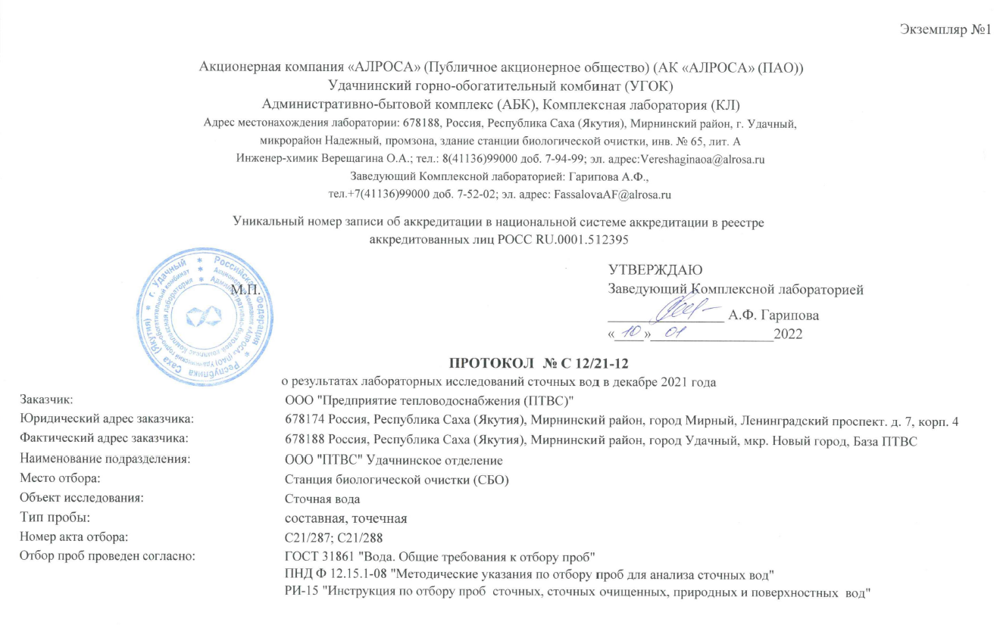 Экземпляр №1
Акционерная компания «АЛРОСА» (Публичное акционерное общество) (АК «АЛРОСА» (ПАО))
Удачнинский горно-обогатительный комбинат (УГОК)
Административно-бытовой комплекс (АБК), Комплексная лаборатория (КЛ)
Адрес местонахождения лаборатории: 678188, Россия, Республика Саха (Якутия), Мирнинский район, г. Удачный,
микрорайон Надежный, промзона, здание станции биологической очистки, инв. № 65, лит. А
Инженер-химик Верещагина О.А.; тел.: 8(41136)99000 доб. 7-94-99; эл. адрес:Vereshaginaoa@alrosa.ru
Заведующий Комплексной лабораторией: Гарипова А.Ф.,
тел.+7(41136)99000 доб. 7-52-02; эл. адрес: FassalovaAF@alrosa.ru
Уникальный номер записи об аккредитации в национальной системе аккредитации в реестре
аккредитованных лиц РОСС RU.0001.512395
Российская Федерация * Республика Саха (Якутия) * г. Удачный *
Акционерная компания «АЛРОСА» (ПАО) Удачнинский горно-обогатительный комбинат *
Административно-бытовой комплекс Комплексная лаборатория *
М.П.
УТВЕРЖДАЮ
Заведующий Комплексной лабораторией
________________ А.Ф. Гарипова
« 10 » 01 2022
ПРОТОКОЛ № С 12/21-12
о результатах лабораторных исследований сточных вод в декабре 2021 года
Заказчик: ООО "Предприятие тепловодоснабжения (ПТВС)"
Юридический адрес заказчика: 678174 Россия, Республика Саха (Якутия), Мирнинский район, город Мирный, Ленинградский проспект. д. 7, корп. 4
Фактический адрес заказчика: 678188 Россия, Республика Саха (Якутия), Мирнинский район, город Удачный, мкр. Новый город, База ПТВС
Наименование подразделения: ООО "ПТВС" Удачнинское отделение
Место отбора: Станция биологической очистки (СБО)
Объект исследования: Сточная вода
Тип пробы: составная, точечная
Номер акта отбора: С21/287; С21/288
Отбор проб проведен согласно: ГОСТ 31861 "Вода. Общие требования к отбору проб"
ПНД Ф 12.15.1-08 "Методические указания по отбору проб для анализа сточных вод"
РИ-15 "Инструкция по отбору проб сточных, сточных очищенных, природных и поверхностных вод"